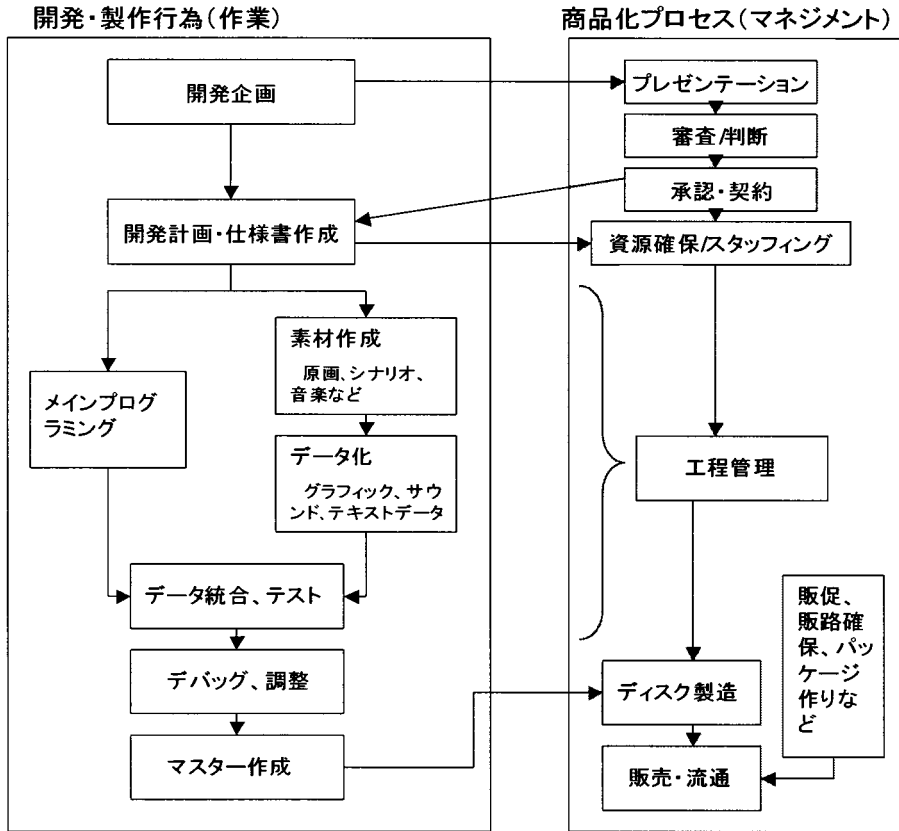 開発・製作行為(作業)
開発企画
開発計画・仕様書作成
素材作成
原画、シナリオ、
音楽など
メインプログ
ラミング
データ化
グラフィック、サウ
ンド、テキストデータ
データ統合、テスト
デバッグ、調整
マスター作成
商品化プロセス(マネジメント)
プレゼンテーション
審査/判断
承認・契約
資源確保/スタッフィング
工程管理
販促、
販路確
保、パッ
ケージ
作りな
ど
ディスク製造
販売・流通